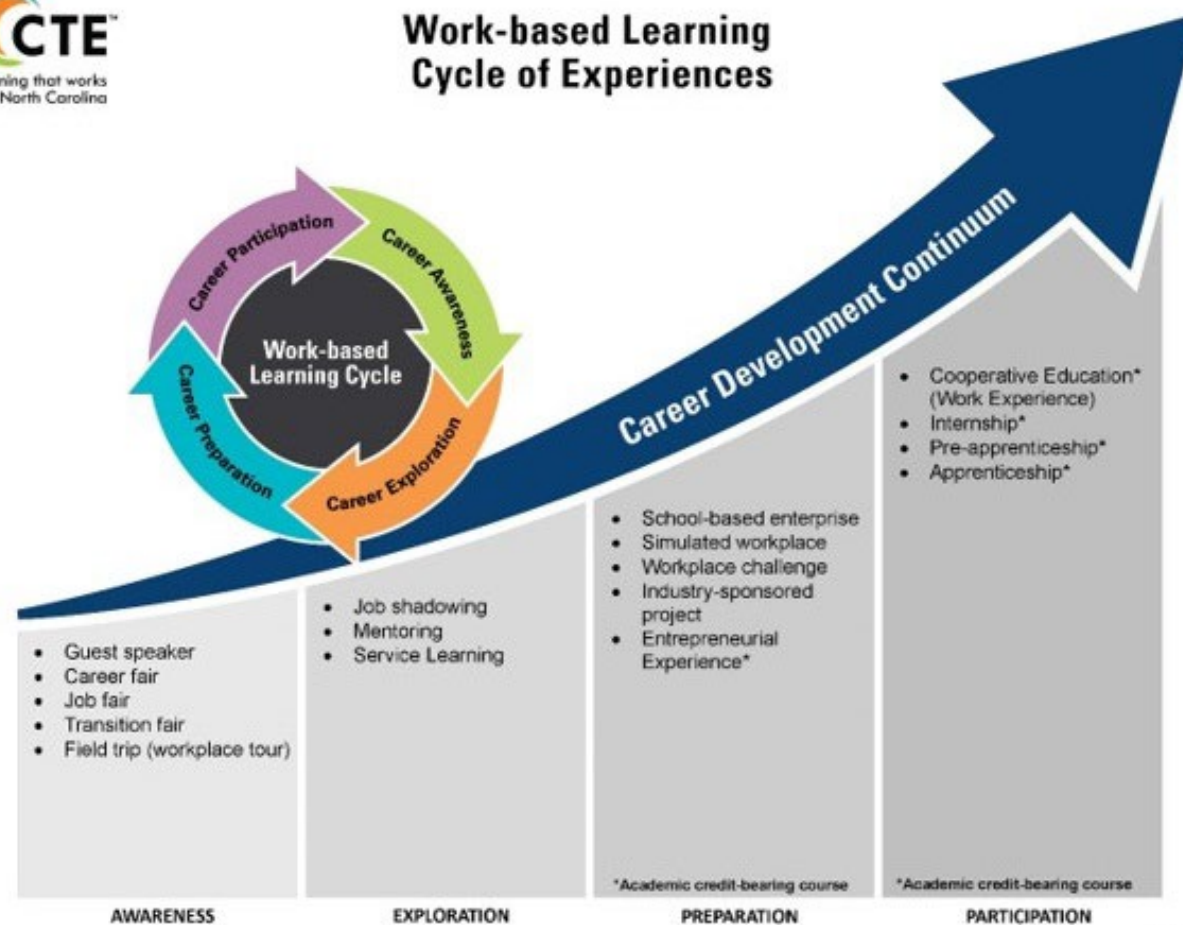 CTE™
ning that works
North Carolina
Work-based Learning
Cycle of Experiences
Career Participation
Career Awareness
Career Exploration
Career Preparation
Work-based
Learning Cycle
Career Development Continuum
• Guest speaker
• Career fair
• Job fair
• Transition fair
• Field trip (workplace tour)
• Job shadowing
• Mentoring
• Service Learning
• School-based enterprise
• Simulated workplace
• Workplace challenge
• Industry-sponsored
project
• Entrepreneurial
Experience*
*Academic credit-bearing course
• Cooperative Education*
(Work Experience)
• Internship*
• Pre-apprenticeship*
• Apprenticeship*
*Academic credit-bearing course
AWARENESS
EXPLORATION
PREPARATION
PARTICIPATION